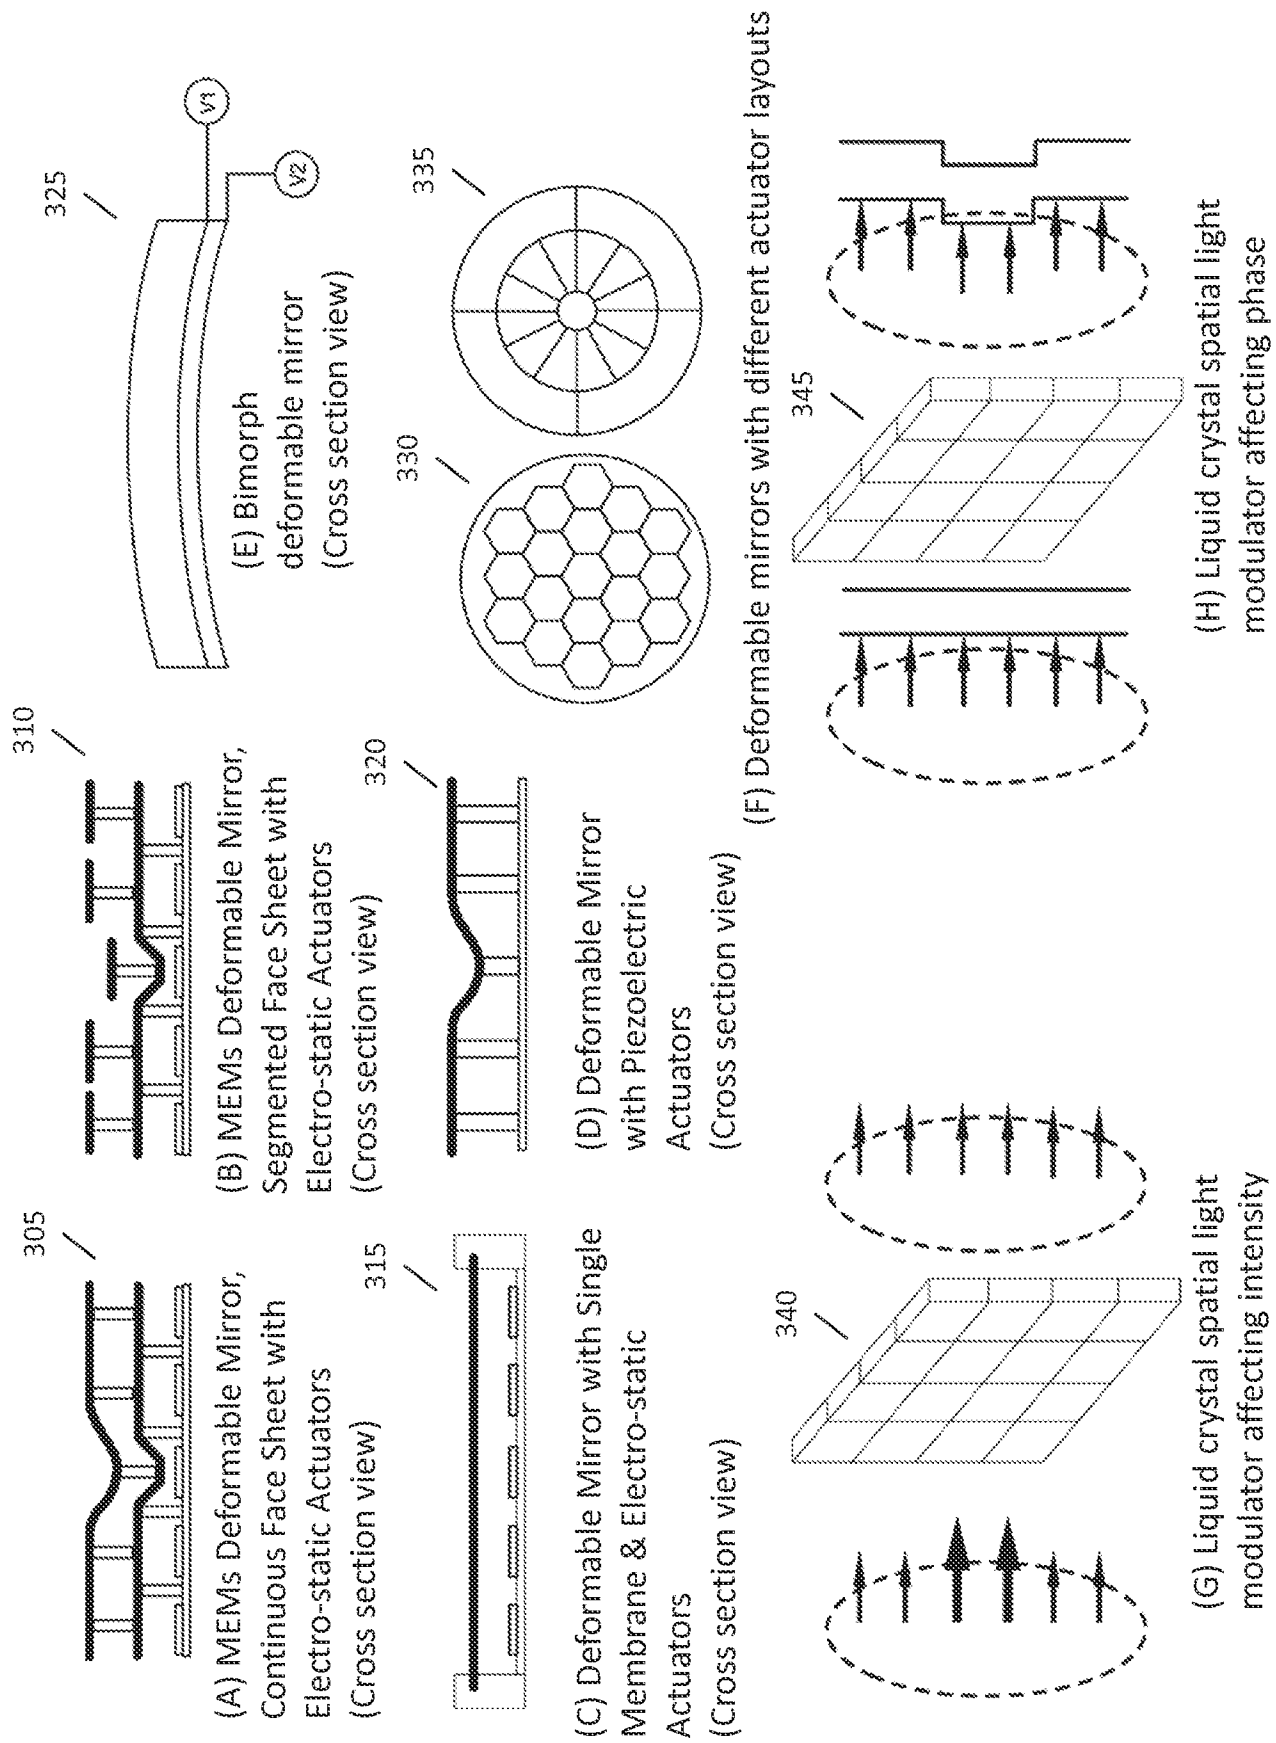 305
(A) MEMs Deformable Mirror,
Continuous Face Sheet with
Electro-static Actuators
(Cross section view)
310
(B) MEMs Deformable Mirror,
Segmented Face Sheet with
Electro-static Actuators
(Cross section view)
325
V1
V2
(E) Bimorph
deformable mirror
(Cross section view)
315
(C) Deformable Mirror with Single
Membrane & Electro-static
Actuators
(Cross section view)
320
(D) Deformable Mirror
with Piezoelectric
Actuators
(Cross section view)
330
335
(F) Deformable mirrors with different actuator layouts
340
(G) Liquid crystal spatial light
modulator affecting intensity
345
(H) Liquid crystal spatial light
modulator affecting phase